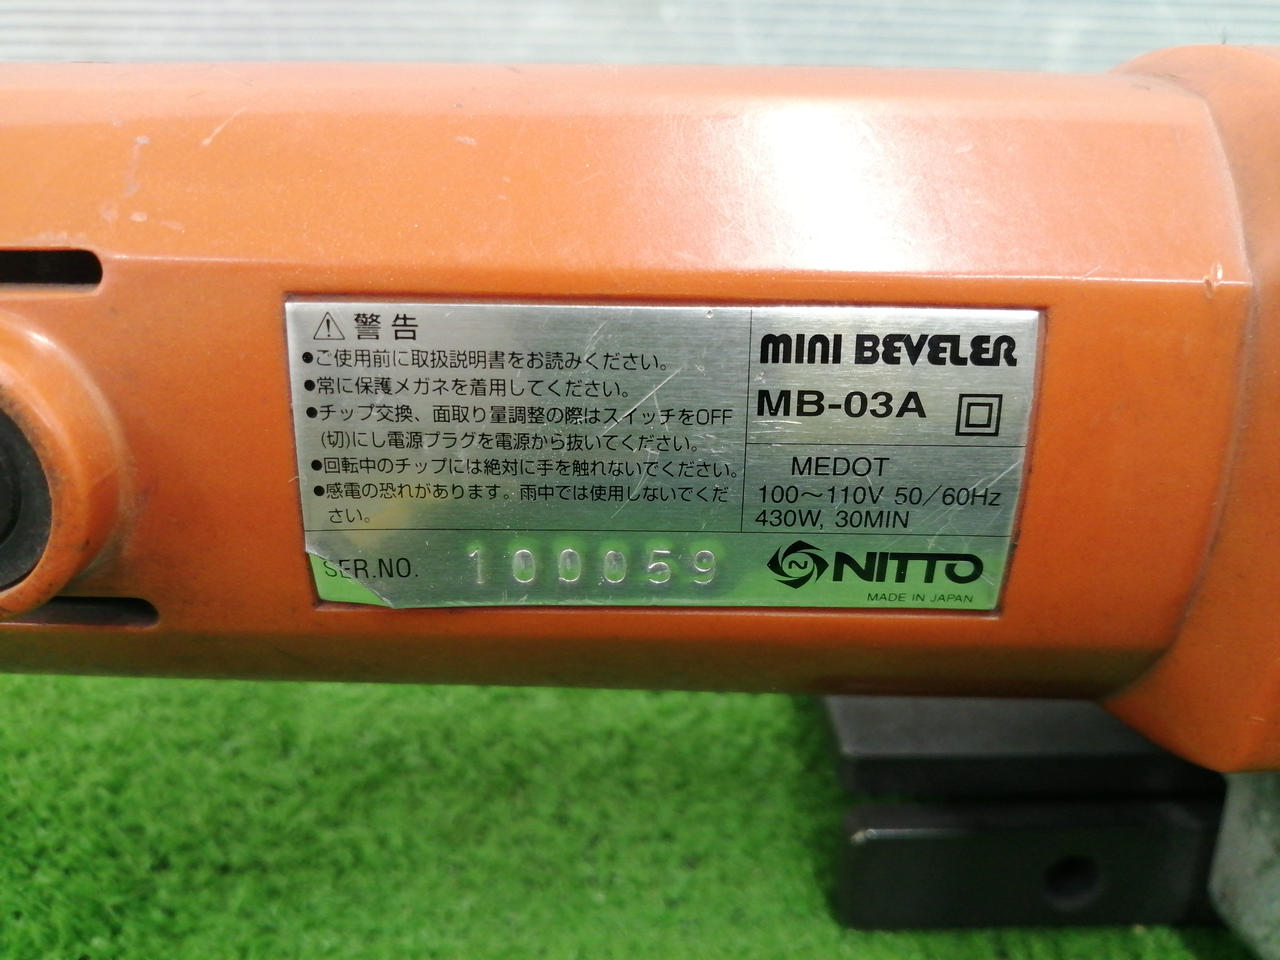 ⚠警告
●ご使用前に取扱説明書をお読みください。
●常に保護メガネを着用してください。
●チップ交換、面取り量調整の際はスイッチをOFF
(切)にし電源プラグを電源から抜いてください。
●回転中のチップには絶対に手を触れないでください。
●感電の恐れがあります。雨中では使用しないでくだ
さい。
SER.NO. 100059
MINI BEVELER
MB-03A
MEDOT
100～110V 50/60Hz
430W, 30MIN
N NITTO
MADE IN JAPAN